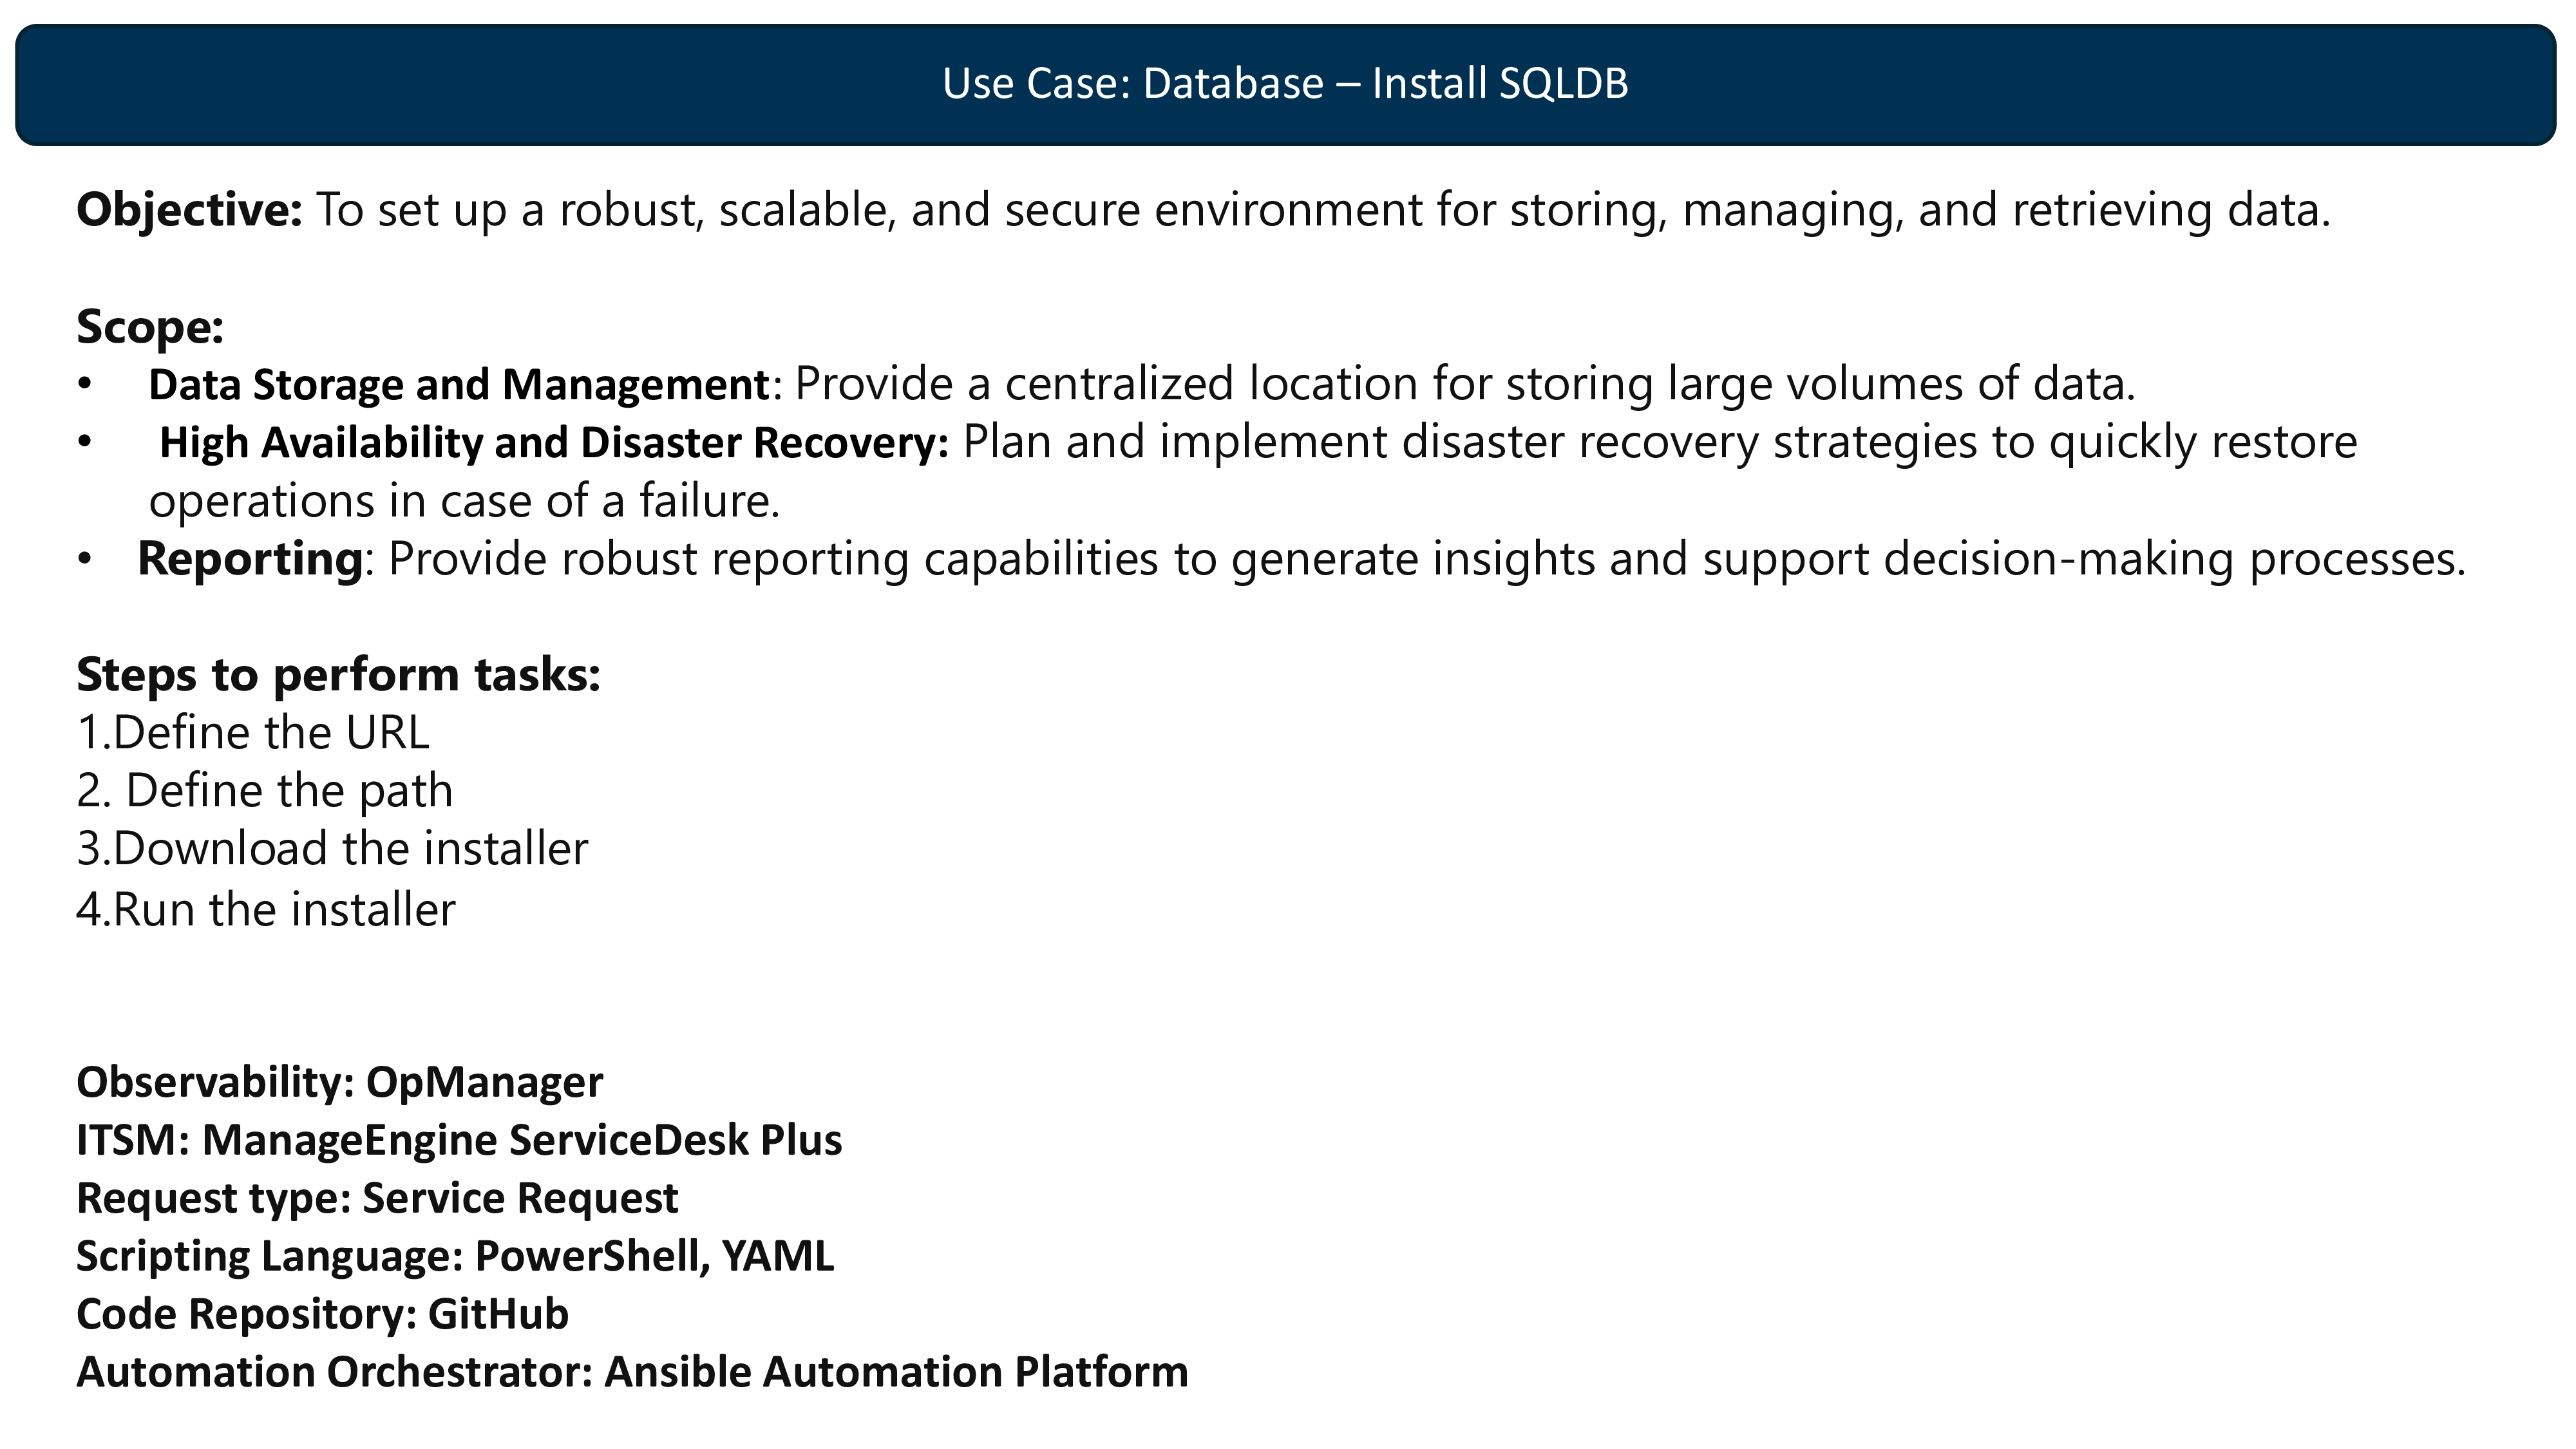 Use Case: Database – Install SQLDB
Objective: To set up a robust, scalable, and secure environment for storing, managing, and retrieving data.
Scope:
• Data Storage and Management: Provide a centralized location for storing large volumes of data.
• High Availability and Disaster Recovery: Plan and implement disaster recovery strategies to quickly restore
operations in case of a failure.
• Reporting: Provide robust reporting capabilities to generate insights and support decision-making processes.
Steps to perform tasks:
1.Define the URL
2. Define the path
3.Download the installer
4.Run the installer
Observability: OpManager
ITSM: ManageEngine ServiceDesk Plus
Request type: Service Request
Scripting Language: PowerShell, YAML
Code Repository: GitHub
Automation Orchestrator: Ansible Automation Platform